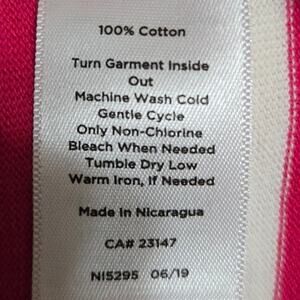 100% Cotton
Turn Garment Inside
Out
Machine Wash Cold
Gentle Cycle
Only Non-Chlorine
Bleach When Needed
Tumble Dry Low
Warm Iron, If Needed
Made In Nicaragua
CA# 23147
NI5295 06/19